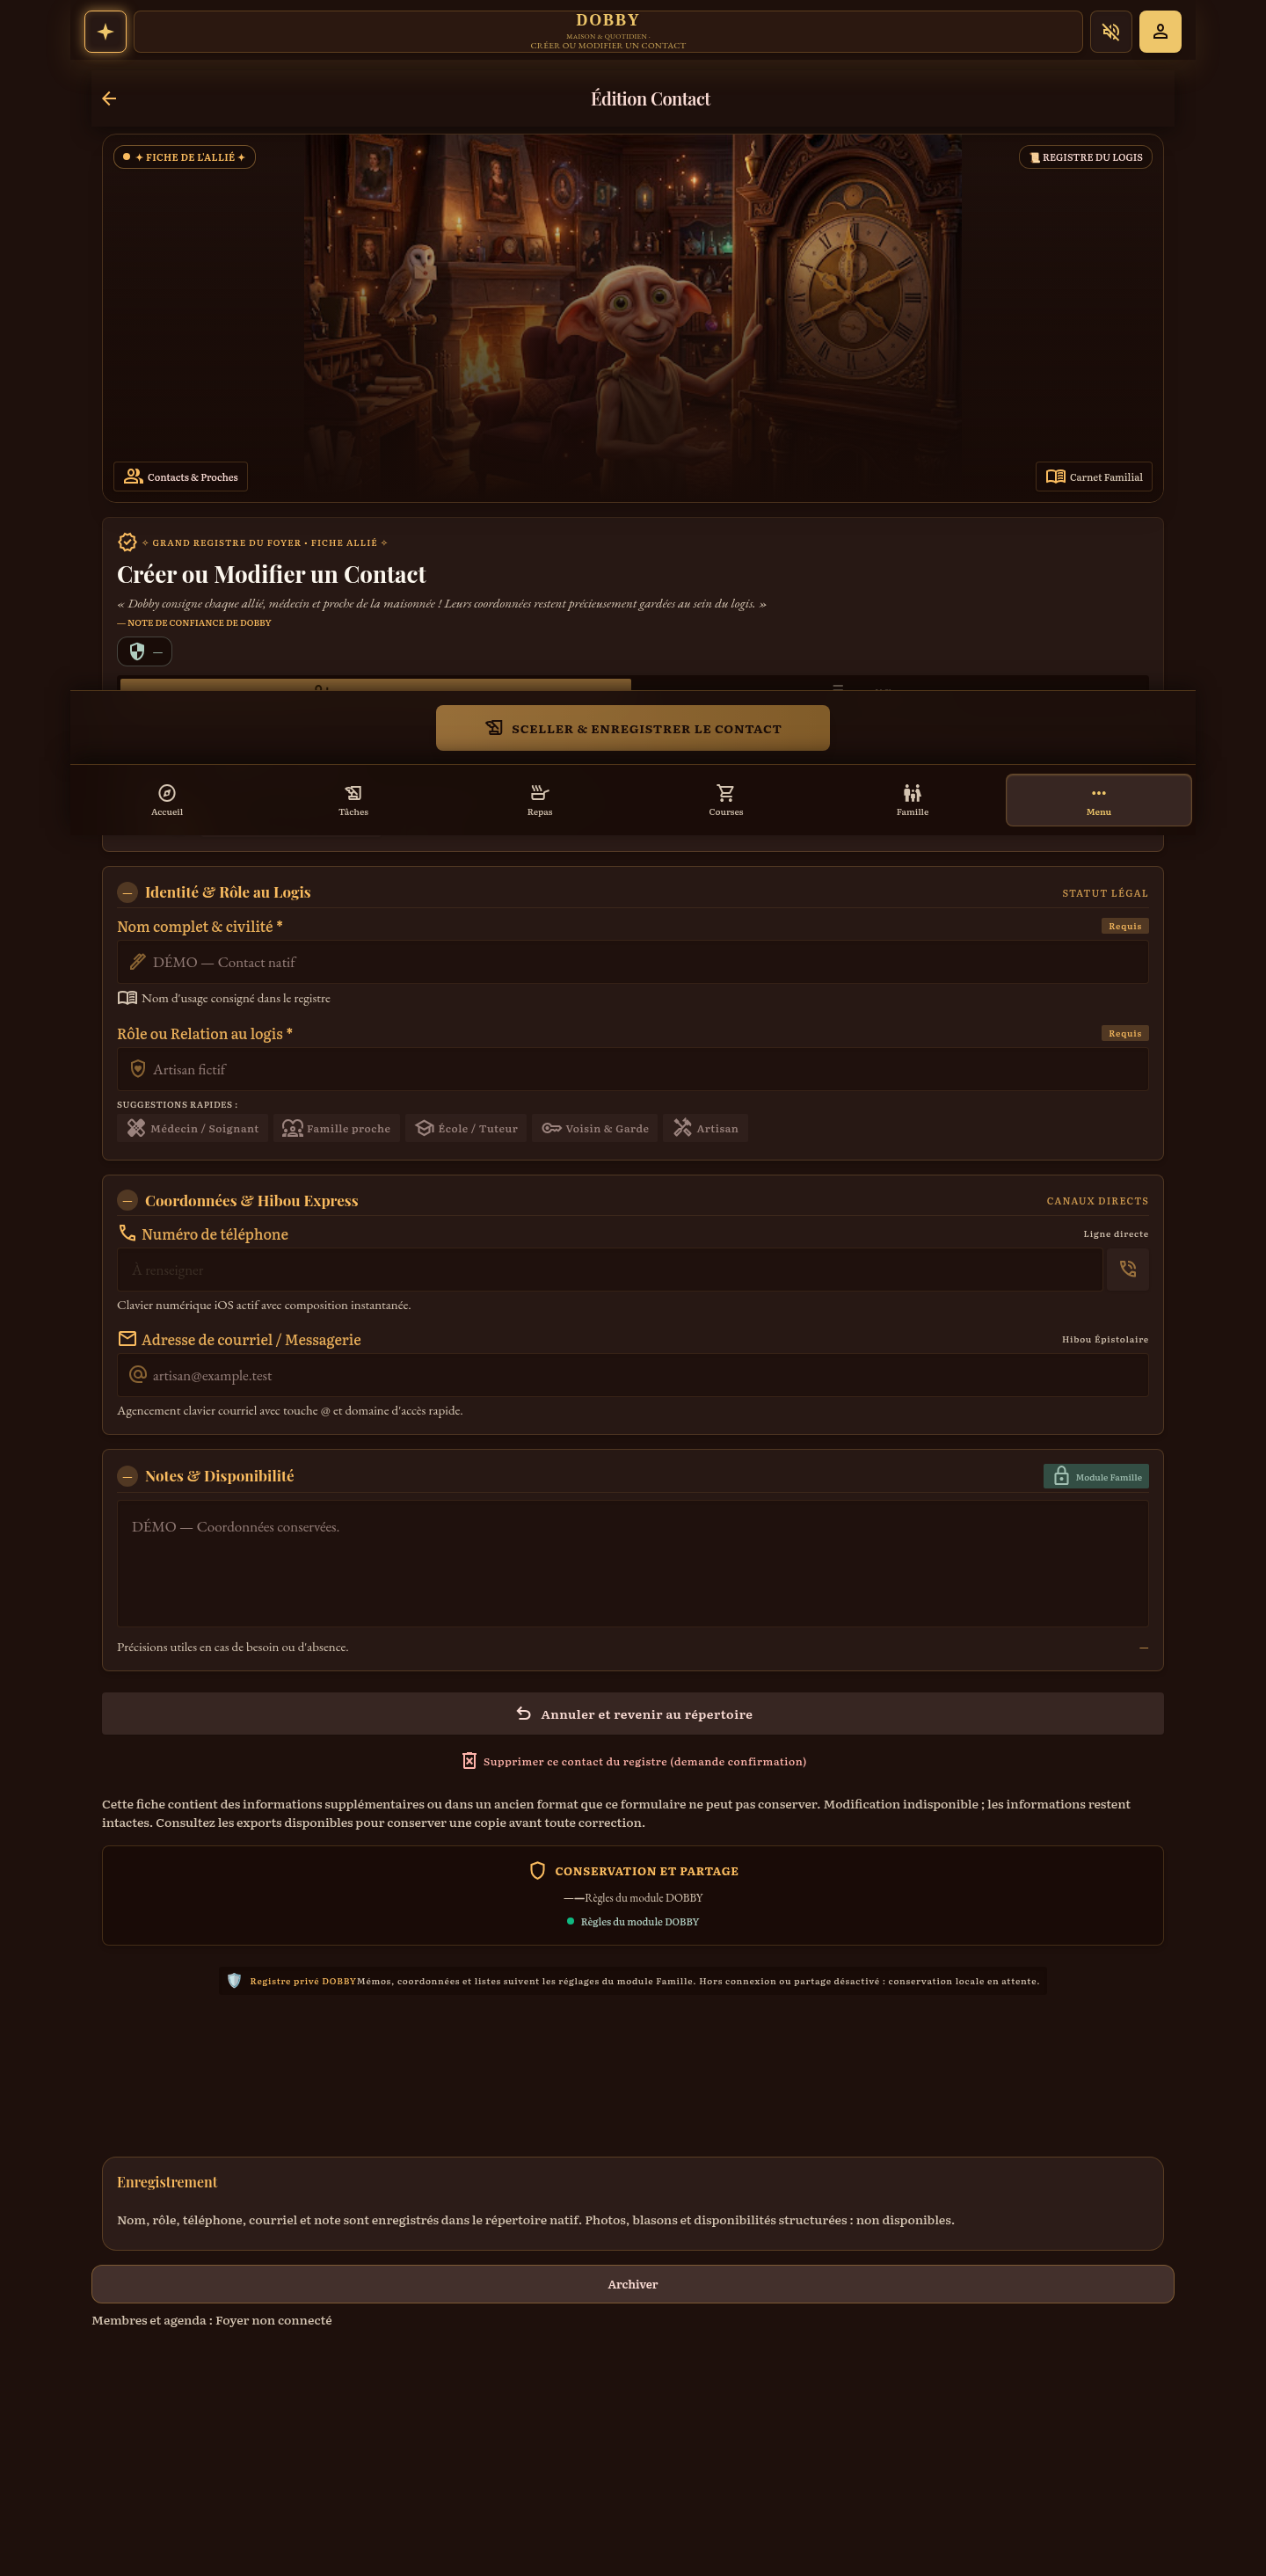 DOBBY
MAISON & QUOTIDIEN ·
CRÉER OU MODIFIER UN CONTACT
Édition Contact
✦ FICHE DE L'ALLIÉ ✦
REGISTRE DU LOGIS
Contacts & Proches
Carnet Familial
✧ GRAND REGISTRE DU FOYER • FICHE ALLIÉ ✧
Créer ou Modifier un Contact
« Dobby consigne chaque allié, médecin et proche de la maisonnée ! Leurs coordonnées restent précieusement gardées au sein du logis. »
— NOTE DE CONFIANCE DE DOBBY
—
SCELLER & ENREGISTRER LE CONTACT
Accueil
Tâches
Repas
Courses
Famille
Menu
— Identité & Rôle au Logis
STATUT LÉGAL
Nom complet & civilité *
Requis
DÉMO — Contact natif
Nom d'usage consigné dans le registre
Rôle ou Relation au logis *
Requis
Artisan fictif
SUGGESTIONS RAPIDES :
Médecin / Soignant
Famille proche
École / Tuteur
Voisin & Garde
Artisan
— Coordonnées & Hibou Express
CANAUX DIRECTS
Numéro de téléphone
Ligne directe
À renseigner
Clavier numérique iOS actif avec composition instantanée.
Adresse de courriel / Messagerie
Hibou Épistolaire
artisan@example.test
Agencement clavier courriel avec touche @ et domaine d'accès rapide.
— Notes & Disponibilité
Module Famille
DÉMO — Coordonnées conservées.
Précisions utiles en cas de besoin ou d'absence.
—
Annuler et revenir au répertoire
Supprimer ce contact du registre (demande confirmation)
Cette fiche contient des informations supplémentaires ou dans un ancien format que ce formulaire ne peut pas conserver. Modification indisponible ; les informations restent
intactes. Consultez les exports disponibles pour conserver une copie avant toute correction.
CONSERVATION ET PARTAGE
——Règles du module DOBBY
Règles du module DOBBY
Registre privé DOBBYMémos, coordonnées et listes suivent les réglages du module Famille. Hors connexion ou partage désactivé : conservation locale en attente.
Enregistrement
Nom, rôle, téléphone, courriel et note sont enregistrés dans le répertoire natif. Photos, blasons et disponibilités structurées : non disponibles.
Archiver
Membres et agenda : Foyer non connecté